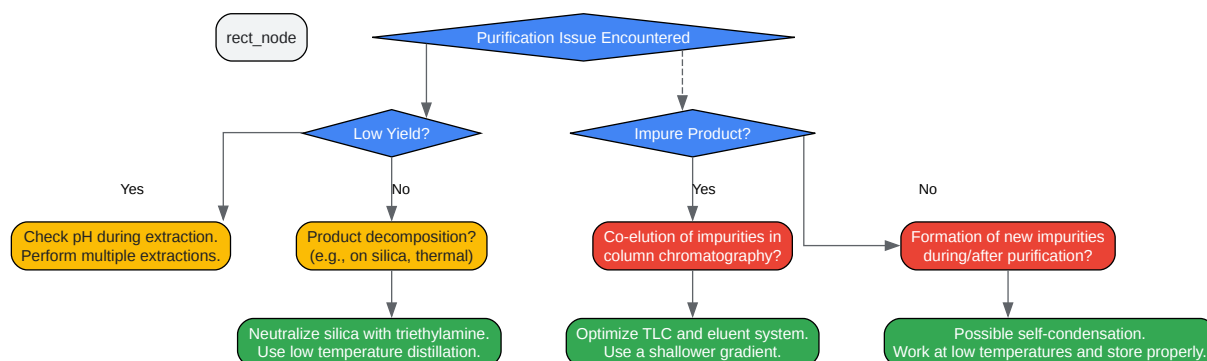 rect_node
Purification Issue Encountered
Low Yield?
Impure Product?
Yes
No
Yes
No
Check pH during extraction.
Perform multiple extractions.
Product decomposition?
(e.g., on silica, thermal)
Co-elution of impurities in
column chromatography?
Formation of new impurities
during/after purification?
Neutralize silica with triethylamine.
Use low temperature distillation.
Optimize TLC and eluent system.
Use a shallower gradient.
Possible self-condensation.
Work at low temperatures and store properly.